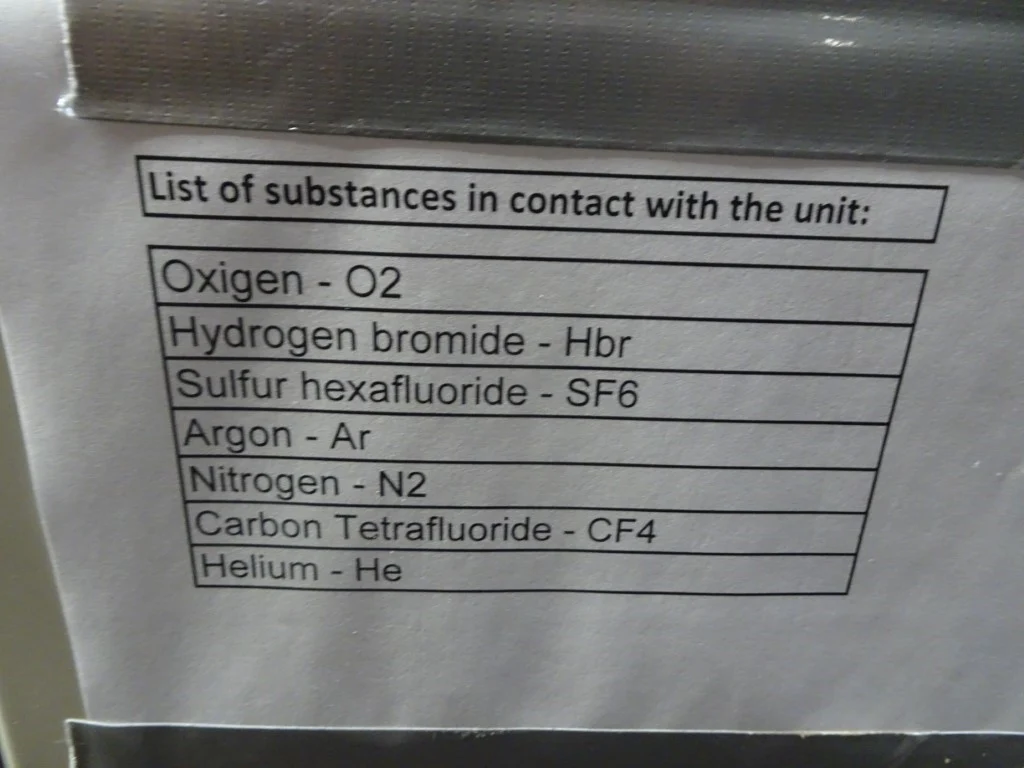 List of substances in contact with the unit:
Oxigen - O2
Hydrogen bromide - Hbr
Sulfur hexafluoride - SF6
Argon - Ar
Nitrogen - N2
Carbon Tetrafluoride - CF4
Helium - He